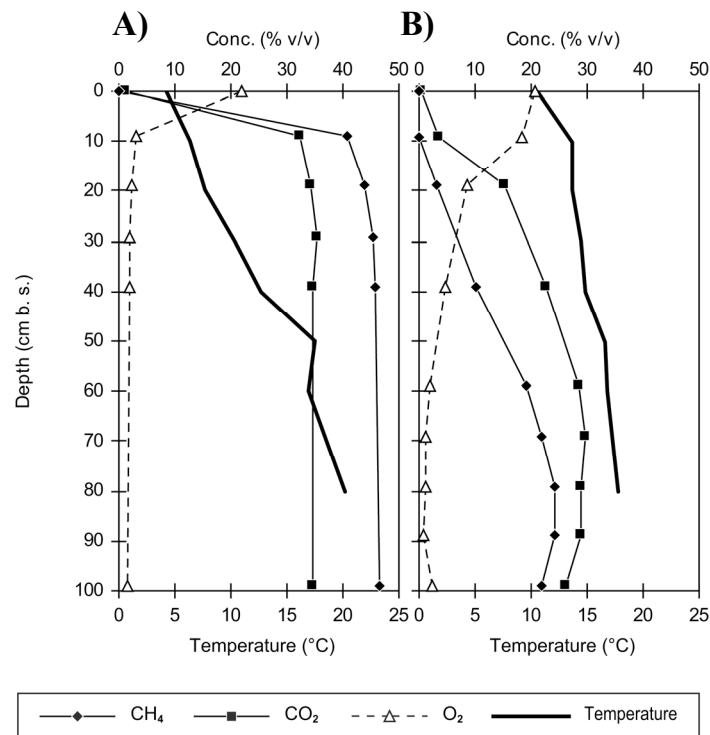 A)
Conc. (% v/v)
0 10 20 30 40 50
B)
Conc. (% v/v)
0 10 20 30 40 50
Depth (cm b. s.)
0
10
20
30
40
50
60
70
80
90
100
0 5 10 15 20 25
Temperature (°C)
0 5 10 15 20 25
Temperature (°C)
CH₄ CO₂ O₂ Temperature